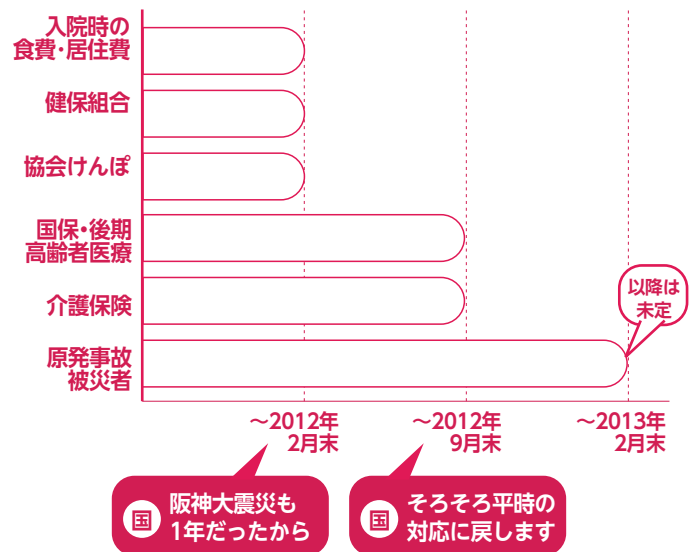 入院時の
食費・居住費
健保組合
協会けんぽ
国保・後期
高齢者医療
介護保険
原発事故
被災者
以降は
未定
～2012年
2月末
～2012年
9月末
～2013年
2月末
国
阪神大震災も
1年だったから
国
そろそろ平時の
対応に戻します